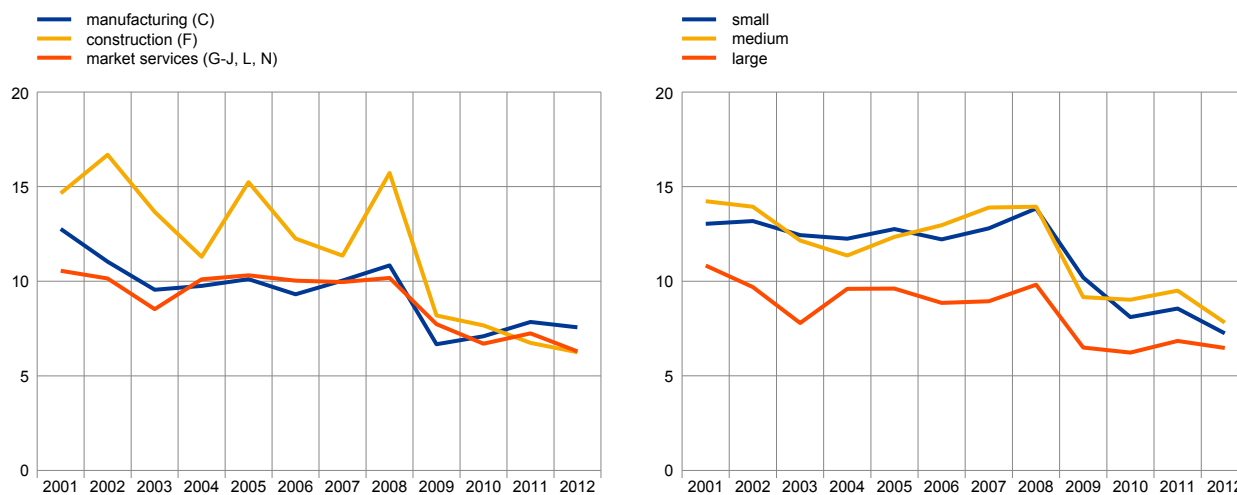 manufacturing (C)
construction (F)
market services (G-J, L, N)
20
15
10
5
0
2001 2002 2003 2004 2005 2006 2007 2008 2009 2010 2011 2012
small
medium
large
20
15
10
5
0
2001 2002 2003 2004 2005 2006 2007 2008 2009 2010 2011 2012